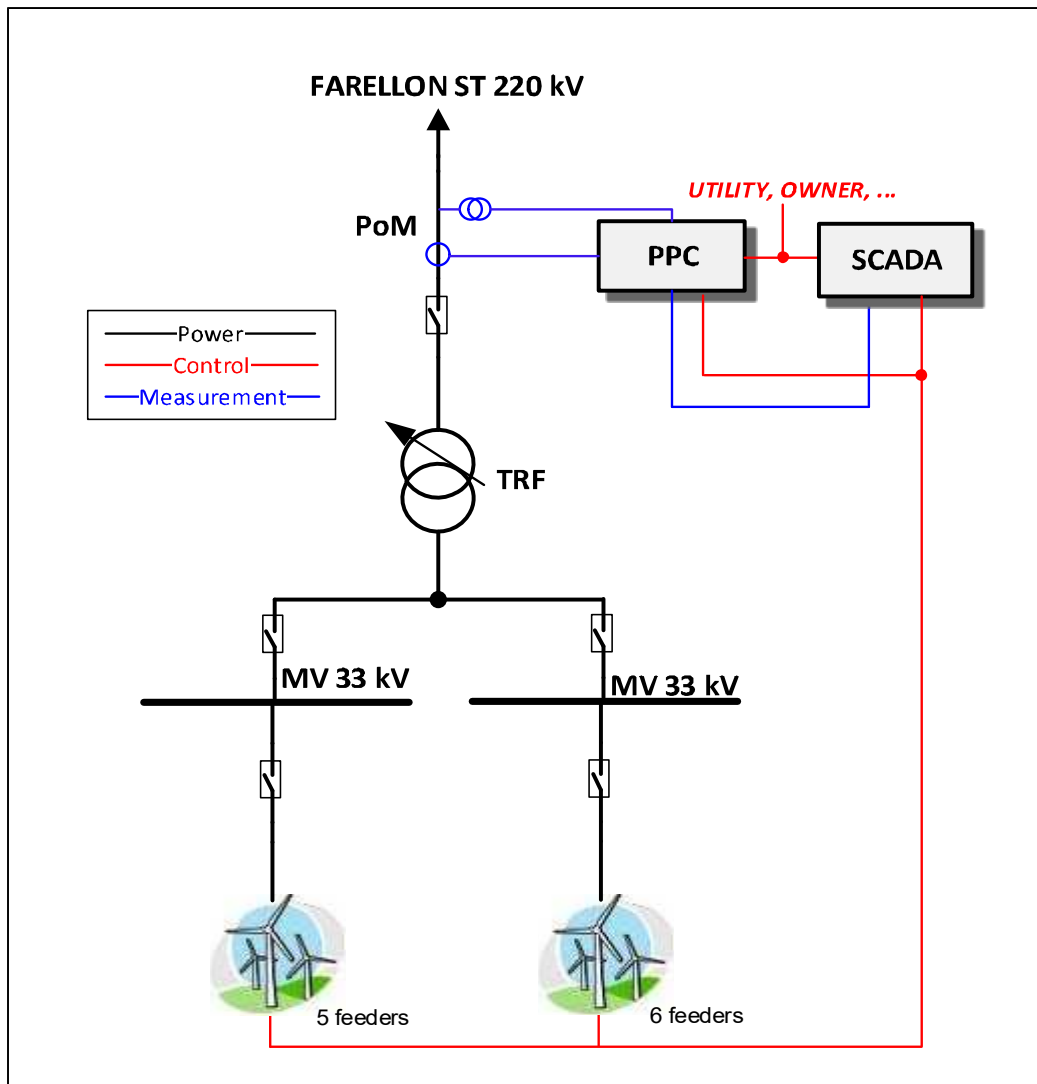 FARELLON ST 220 kV
UTILITY, OWNER, ...
PoM
PPC
SCADA
Power
Control
Measurement
TRF
MV 33 kV
MV 33 kV
5 feeders
6 feeders